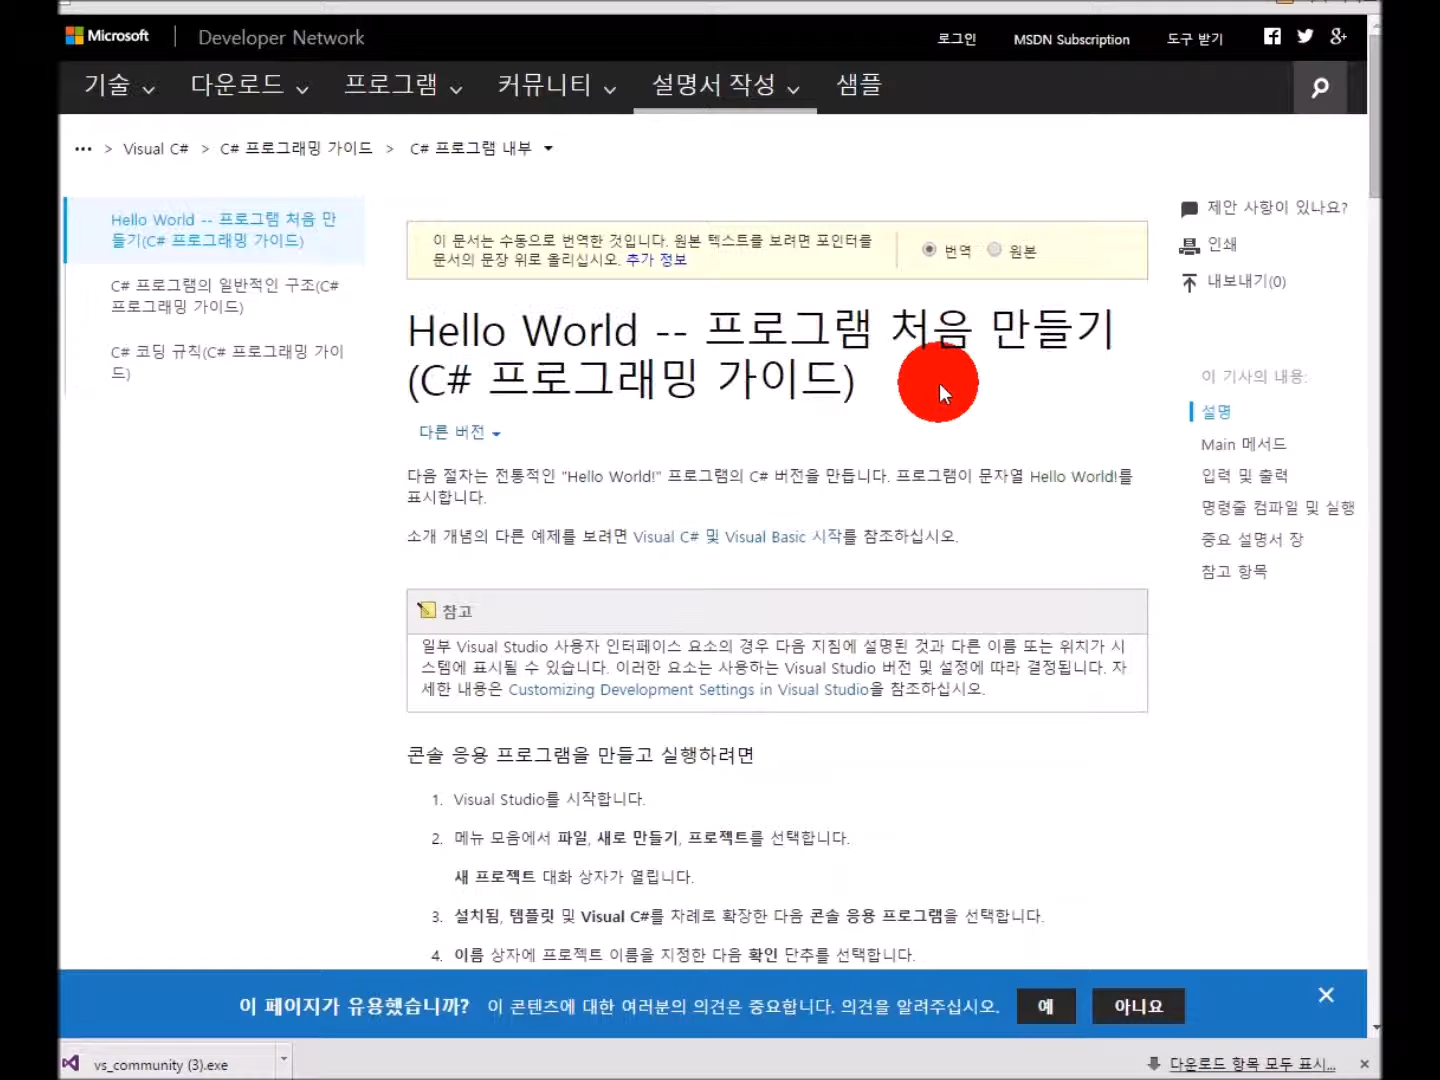 Microsoft Developer Network 로그인 MSDN Subscription 도구 받기
기술 다운로드 프로그램 커뮤니티 설명서 작성 샘플
··· > Visual C# > C# 프로그래밍 가이드 > C# 프로그램 내부
Hello World -- 프로그램 처음 만
들기(C# 프로그래밍 가이드)
C# 프로그램의 일반적인 구조(C#
프로그래밍 가이드)
C# 코딩 규칙(C# 프로그래밍 가이
드)
이 문서는 수동으로 번역한 것입니다. 원본 텍스트를 보려면 포인터를
문서의 문장 위로 올리십시오. 추가 정보
번역 원본
Hello World -- 프로그램 처음 만들기
(C# 프로그래밍 가이드)
다른 버전
다음 절차는 전통적인 "Hello World!" 프로그램의 C# 버전을 만듭니다. 프로그램이 문자열 Hello World!를
표시합니다.
소개 개념의 다른 예제를 보려면 Visual C# 및 Visual Basic 시작를 참조하십시오.
참고
일부 Visual Studio 사용자 인터페이스 요소의 경우 다음 지침에 설명된 것과 다른 이름 또는 위치가 시
스템에 표시될 수 있습니다. 이러한 요소는 사용하는 Visual Studio 버전 및 설정에 따라 결정됩니다. 자
세한 내용은 Customizing Development Settings in Visual Studio을 참조하십시오.
콘솔 응용 프로그램을 만들고 실행하려면
1. Visual Studio를 시작합니다.
2. 메뉴 모음에서 파일, 새로 만들기, 프로젝트를 선택합니다.
새 프로젝트 대화 상자가 열립니다.
3. 설치됨, 템플릿 및 Visual C#를 차례로 확장한 다음 콘솔 응용 프로그램을 선택합니다.
4. 이름 상자에 프로젝트 이름을 지정한 다음 확인 단추를 선택합니다.
제안 사항이 있나요?
인쇄
내보내기(0)
이 기사의 내용:
설명
Main 메서드
입력 및 출력
명령줄 컴파일 및 실행
중요 설명서 장
참고 항목
이 페이지가 유용했습니까? 이 콘텐츠에 대한 여러분의 의견은 중요합니다. 의견을 알려주십시오. 예 아니요
vs_community (3).exe
다운로드 항목 모두 표시...